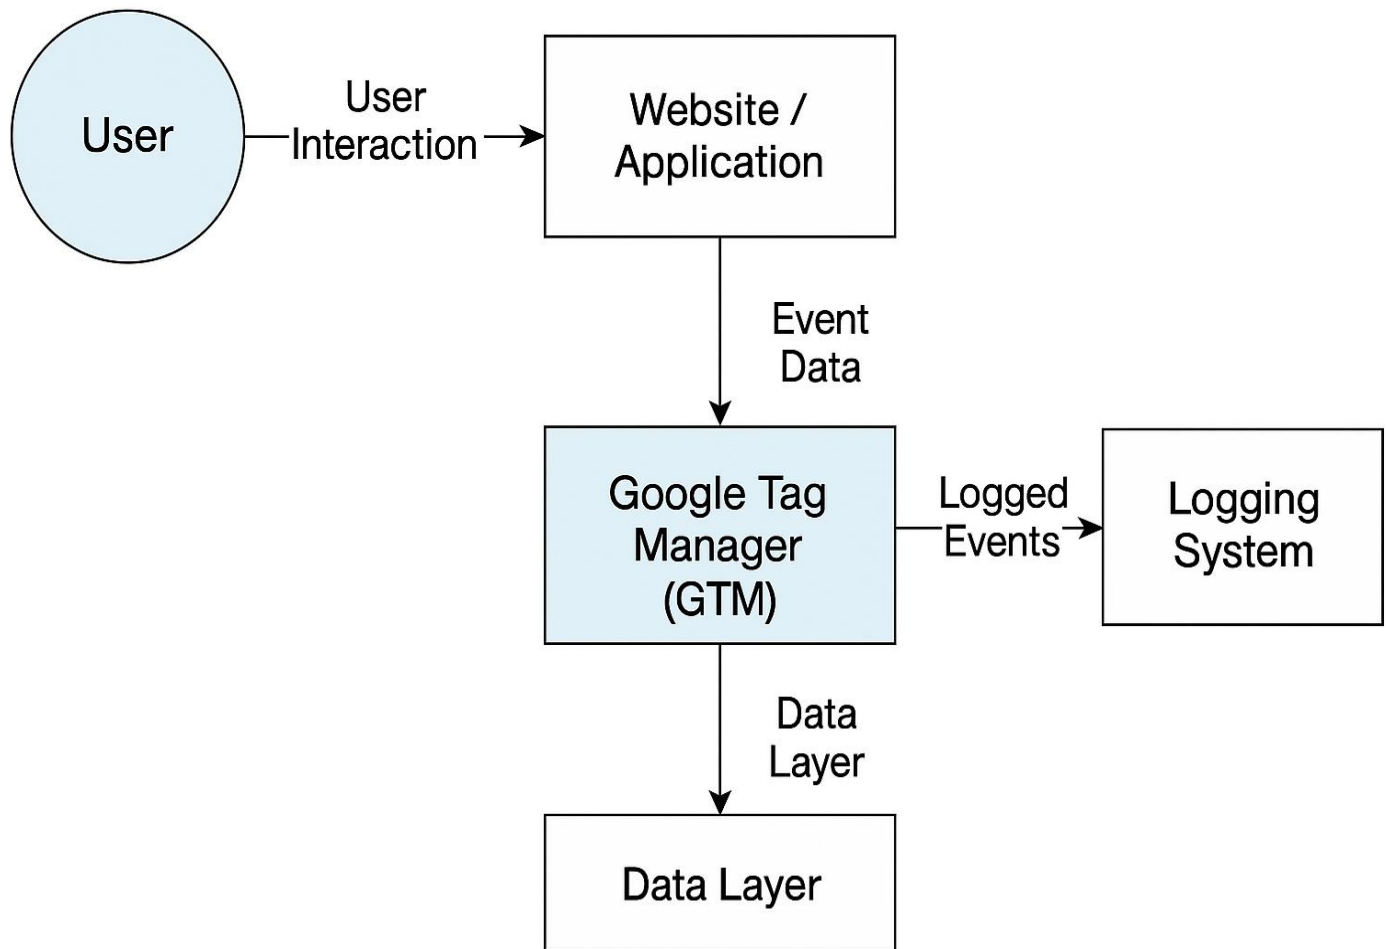 User
User
Interaction
Website /
Application
Event
Data
Google Tag
Manager
(GTM)
Logged
Events
Logging
System
Data
Layer
Data Layer